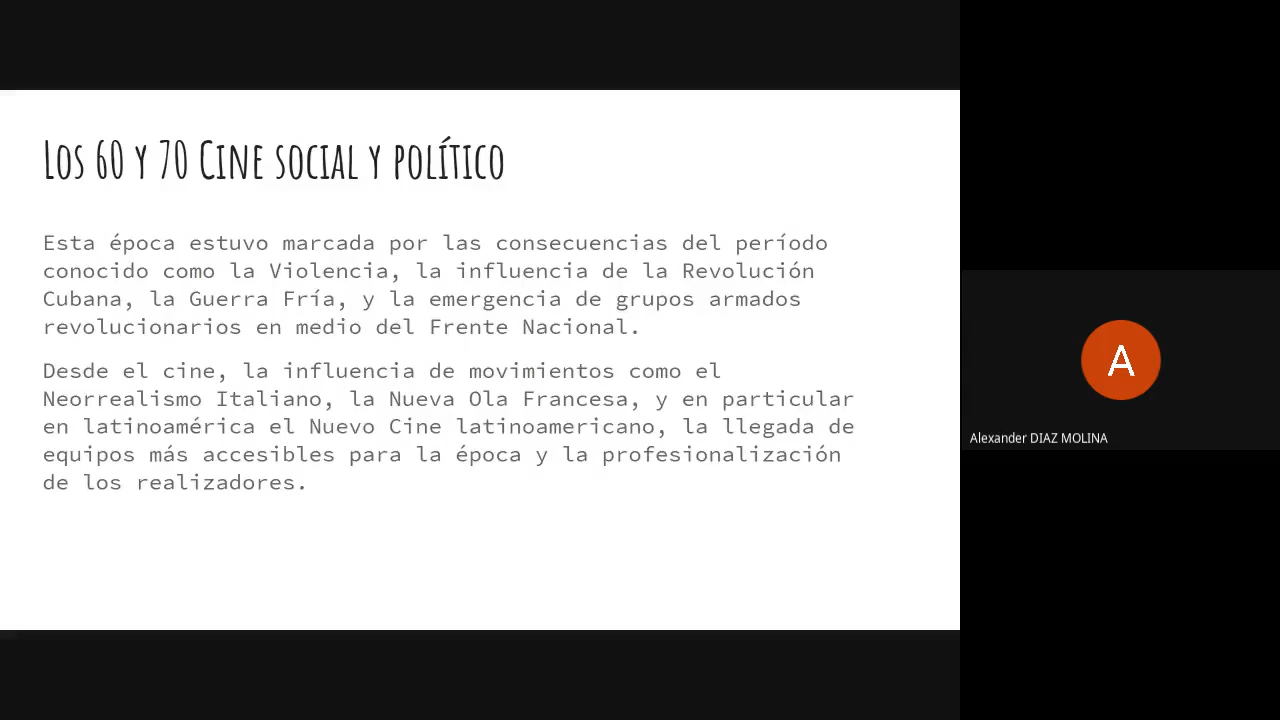 Los 60 y 70 Cine social y político
Esta época estuvo marcada por las consecuencias del período
conocido como la Violencia, la influencia de la Revolución
Cubana, la Guerra Fría, y la emergencia de grupos armados
revolucionarios en medio del Frente Nacional.
Desde el cine, la influencia de movimientos como el
Neorrealismo Italiano, la Nueva Ola Francesa, y en particular
en latinoamérica el Nuevo Cine latinoamericano, la llegada de
equipos más accesibles para la época y la profesionalización
de los realizadores.
A
Alexander DIAZ MOLINA